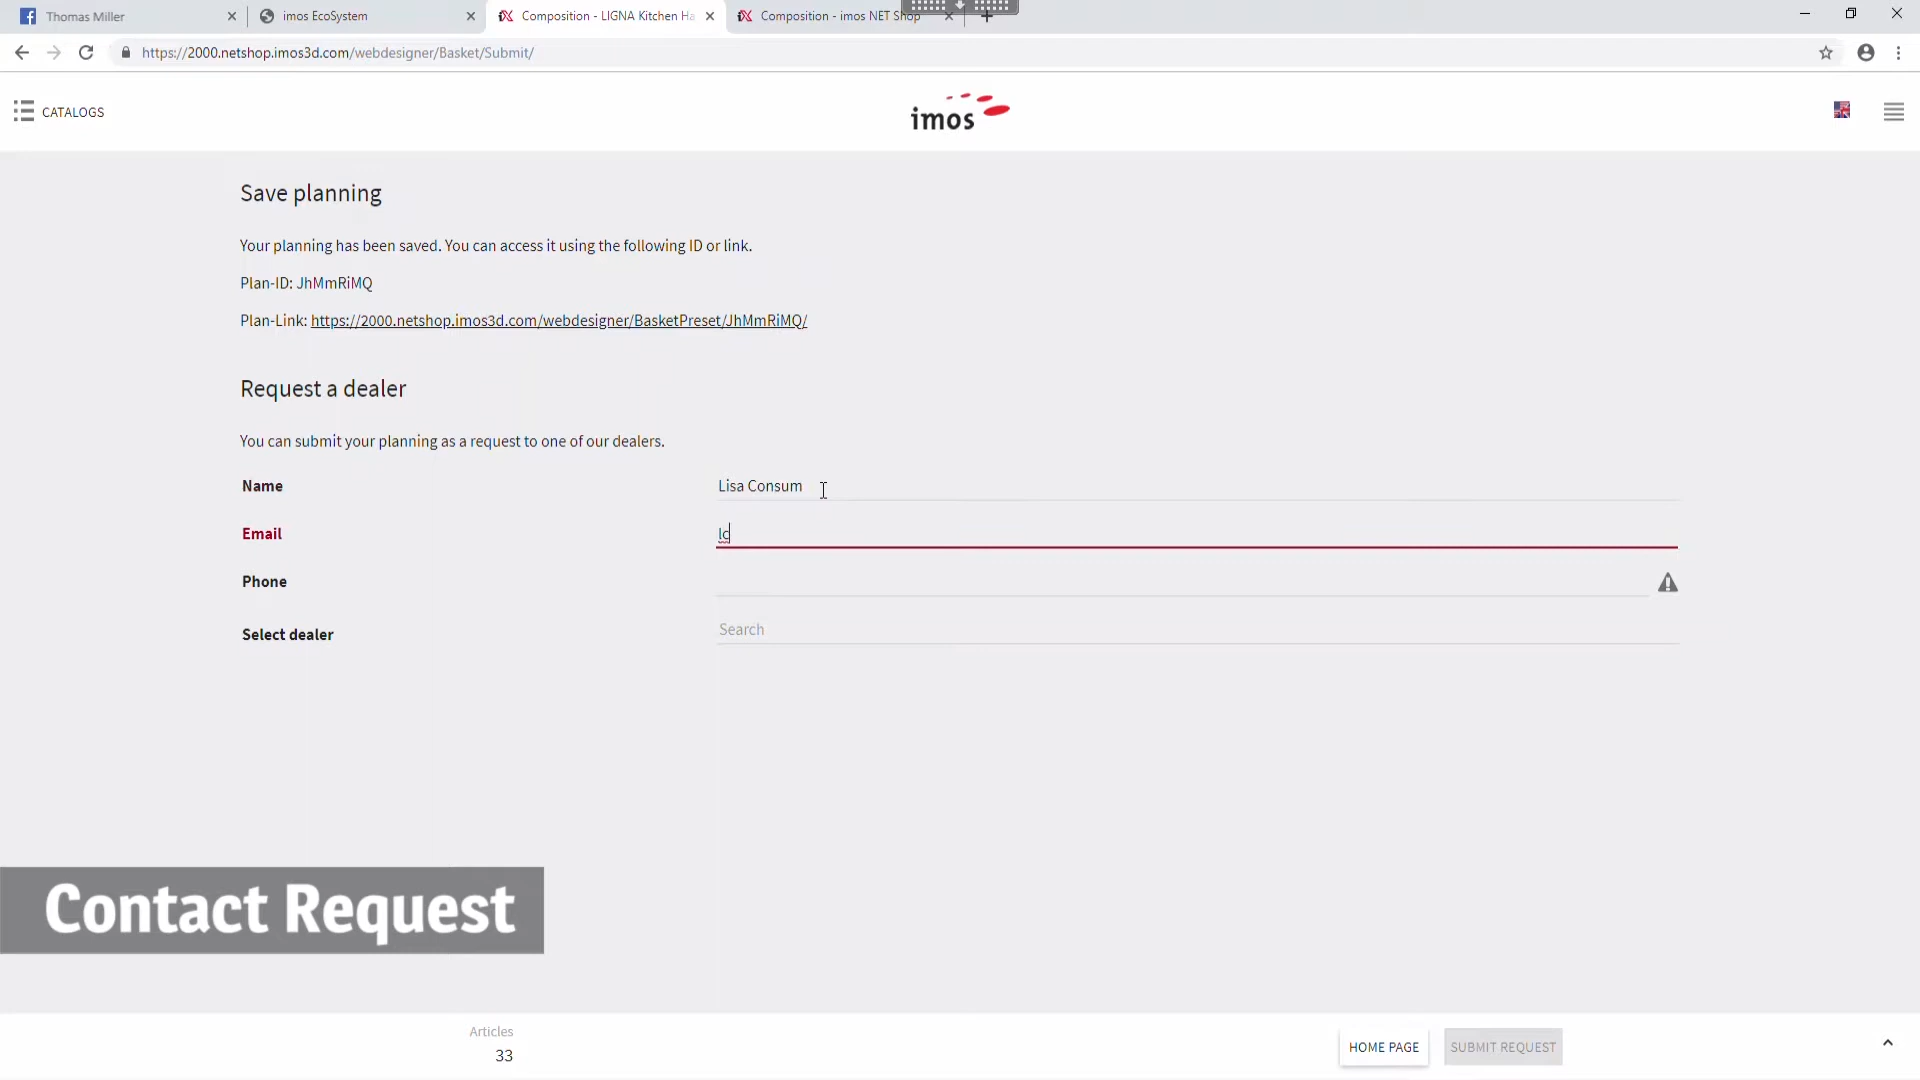 Thomas Miller
imos EcoSystem
Composition - LIGNA Kitchen Ha
Composition - imos NET Shop
https://2000.netshop.imos3d.com/webdesigner/Basket/Submit/
CATALOGS
imos
Save planning
Your planning has been saved. You can access it using the following ID or link.
Plan-ID: JhMmRiMQ
Plan-Link: https://2000.netshop.imos3d.com/webdesigner/BasketPreset/JhMmRiMQ/
Request a dealer
You can submit your planning as a request to one of our dealers.
Name Lisa Consum
Email lc
Phone
Select dealer Search
Contact Request
Articles
33
HOME PAGE SUBMIT REQUEST